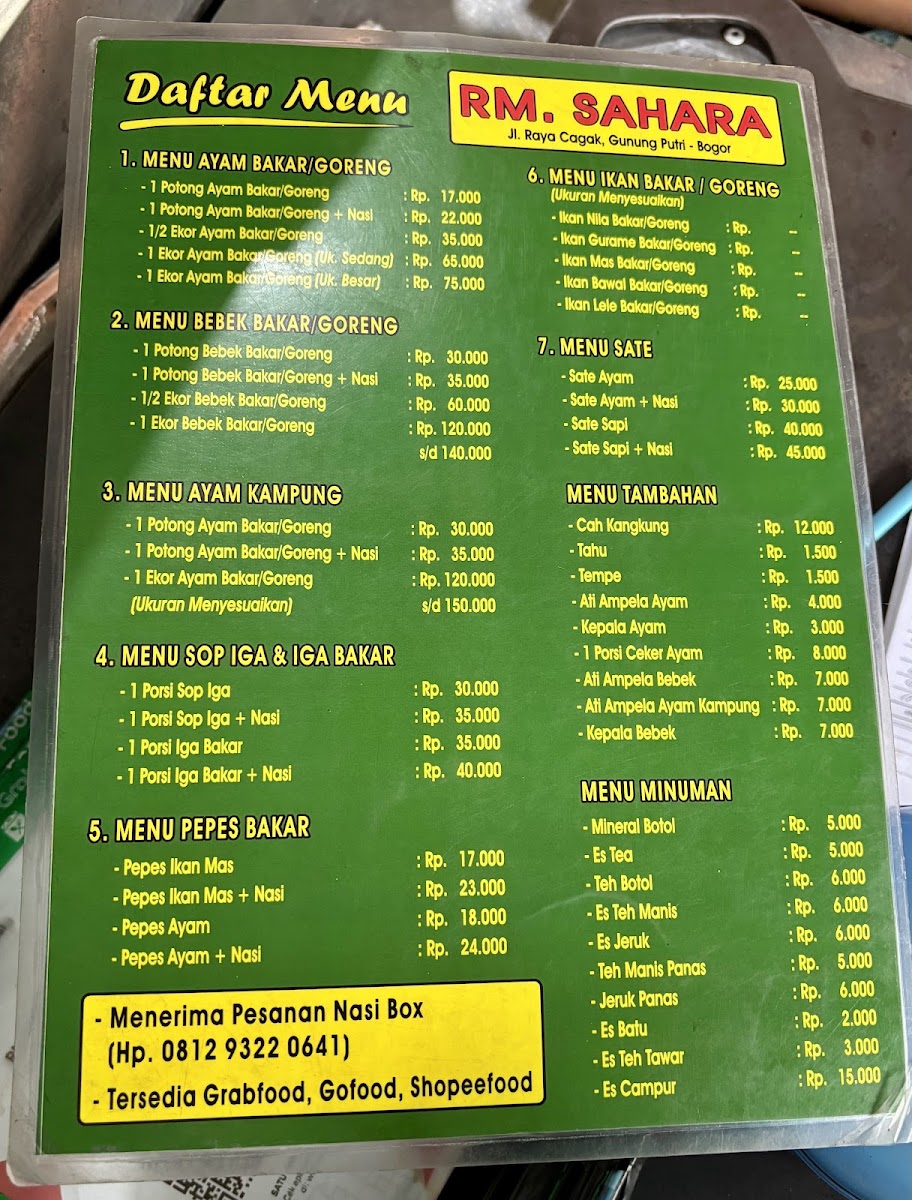 Daftar Menu
RM. SAHARA
Jl. Raya Cagak, Gunung Putri - Bogor
1. MENU AYAM BAKAR/GORENG
- 1 Potong Ayam Bakar/Goreng : Rp. 17.000
- 1 Potong Ayam Bakar/Goreng + Nasi : Rp. 22.000
- 1/2 Ekor Ayam Bakar/Goreng : Rp. 35.000
- 1 Ekor Ayam Bakar/Goreng (Uk. Sedang) : Rp. 65.000
- 1 Ekor Ayam Bakar/Goreng (Uk. Besar) : Rp. 75.000
2. MENU BEBEK BAKAR/GORENG
- 1 Potong Bebek Bakar/Goreng : Rp. 30.000
- 1 Potong Bebek Bakar/Goreng + Nasi : Rp. 35.000
- 1/2 Ekor Bebek Bakar/Goreng : Rp. 60.000
- 1 Ekor Bebek Bakar/Goreng : Rp. 120.000
s/d 140.000
3. MENU AYAM KAMPUNG
- 1 Potong Ayam Bakar/Goreng : Rp. 30.000
- 1 Potong Ayam Bakar/Goreng + Nasi : Rp. 35.000
- 1 Ekor Ayam Bakar/Goreng : Rp. 120.000
(Ukuran Menyesuaikan) s/d 150.000
4. MENU SOP IGA & IGA BAKAR
- 1 Porsi Sop Iga : Rp. 30.000
- 1 Porsi Sop Iga + Nasi : Rp. 35.000
- 1 Porsi Iga Bakar : Rp. 35.000
- 1 Porsi Iga Bakar + Nasi : Rp. 40.000
5. MENU PEPES BAKAR
- Pepes Ikan Mas : Rp. 17.000
- Pepes Ikan Mas + Nasi : Rp. 23.000
- Pepes Ayam : Rp. 18.000
- Pepes Ayam + Nasi : Rp. 24.000
- Menerima Pesanan Nasi Box
(Hp. 0812 9322 0641)
- Tersedia Grabfood, Gofood, Shopeefood
6. MENU IKAN BAKAR / GORENG
(Ukuran Menyesuaikan)
- Ikan Nila Bakar/Goreng : Rp. --
- Ikan Gurame Bakar/Goreng : Rp. --
- Ikan Mas Bakar/Goreng : Rp. --
- Ikan Bawal Bakar/Goreng : Rp. --
- Ikan Lele Bakar/Goreng : Rp. --
7. MENU SATE
- Sate Ayam : Rp. 25.000
- Sate Ayam + Nasi : Rp. 30.000
- Sate Sapi : Rp. 40.000
- Sate Sapi + Nasi : Rp. 45.000
MENU TAMBAHAN
- Cah Kangkung : Rp. 12.000
- Tahu : Rp. 1.500
- Tempe : Rp. 1.500
- Ati Ampela Ayam : Rp. 4.000
- Kepala Ayam : Rp. 3.000
- 1 Porsi Ceker Ayam : Rp. 8.000
- Ati Ampela Bebek : Rp. 7.000
- Ati Ampela Ayam Kampung : Rp. 7.000
- Kepala Bebek : Rp. 7.000
MENU MINUMAN
- Mineral Botol : Rp. 5.000
- Es Tea : Rp. 5.000
- Teh Botol : Rp. 6.000
- Es Teh Manis : Rp. 6.000
- Es Jeruk : Rp. 6.000
- Teh Manis Panas : Rp. 5.000
- Jeruk Panas : Rp. 6.000
- Es Batu : Rp. 2.000
- Es Teh Tawar : Rp. 3.000
- Es Campur : Rp. 15.000